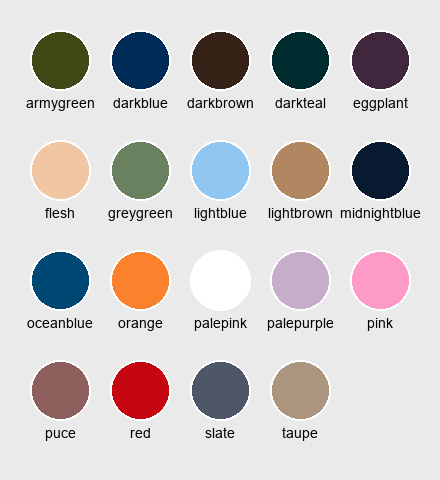 armygreen darkblue darkbrown darkteal eggplant
flesh greygreen lightblue lightbrown midnightblue
oceanblue orange palepink palepurple pink
puce red slate taupe